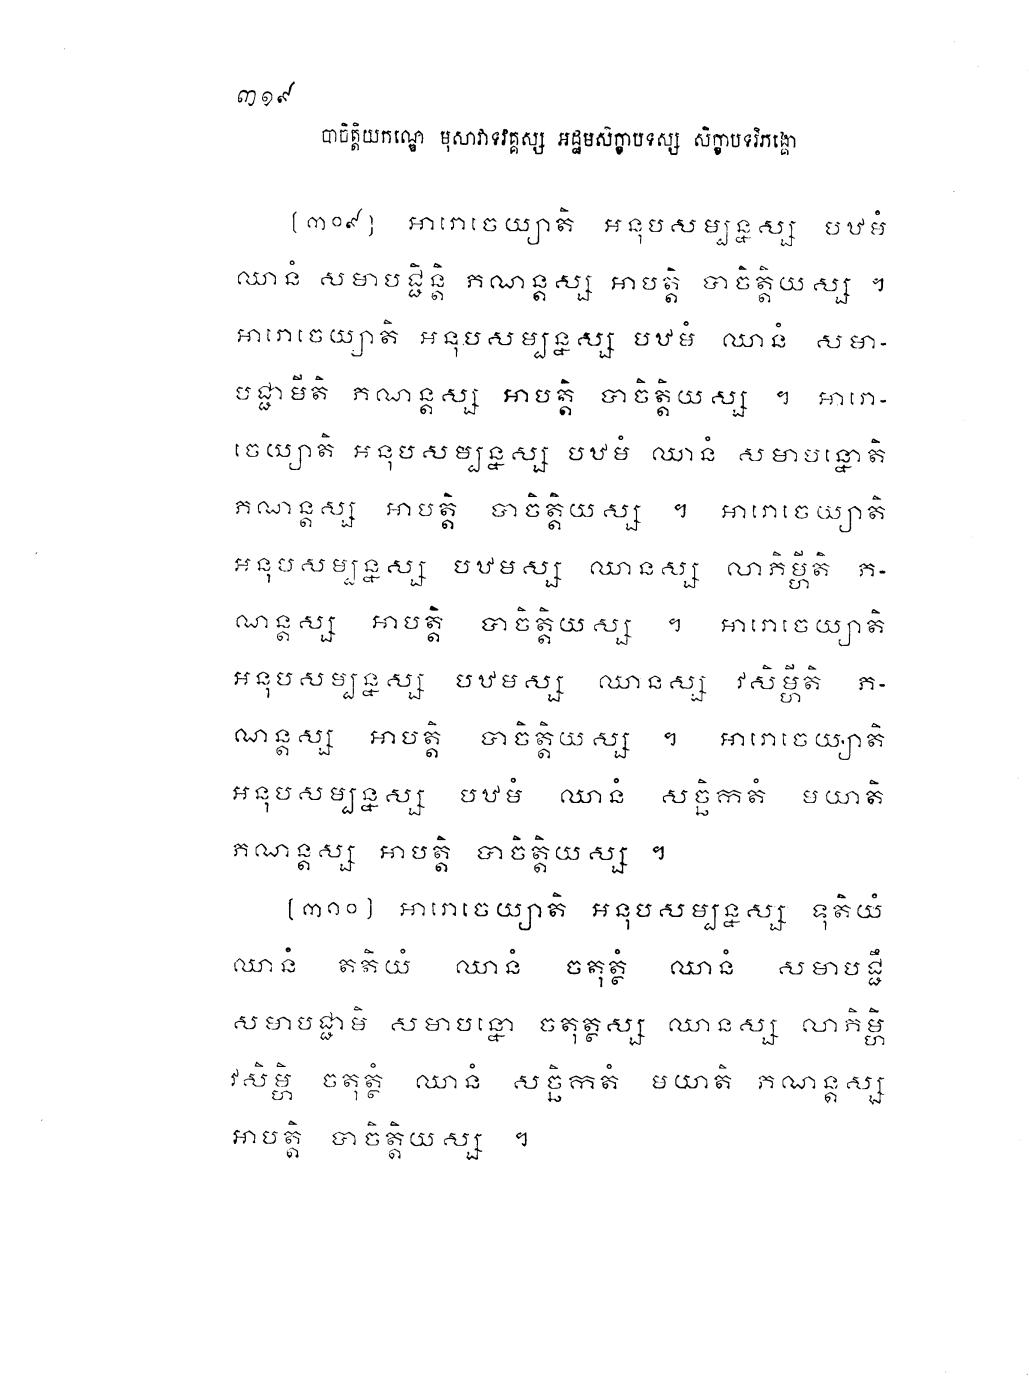 ៣១៩
បាចិត្តិយកណ្ឌេ មុសាវាទវគ្គស្ស អដ្ឋមសិក្ខាបទស្ស សិក្ខាបទវិភង្គោ
[៣០៩] អារោចេយ្យាតិ អនុបសម្បន្នស្ស បឋមំ
ឈានំ សមាបជ្ជិន្តិ ភណន្តស្ស អាបត្តិ បាចិត្តិយស្ស ។
អារោចេយ្យាតិ អនុបសម្បន្នស្ស បឋមំ ឈានំ សមា-
បជ្ជាមីតិ ភណន្តស្ស អាបត្តិ បាចិត្តិយស្ស ។ អារោ-
ចេយ្យាតិ អនុបសម្បន្នស្ស បឋមំ ឈានំ សមាបន្នោតិ
ភណន្តស្ស អាបត្តិ បាចិត្តិយស្ស ។ អារោចេយ្យាតិ
អនុបសម្បន្នស្ស បឋមស្ស ឈានស្ស លាភិម្ហីតិ ភ-
ណន្តស្ស អាបត្តិ បាចិត្តិយស្ស ។ អារោចេយ្យាតិ
អនុបសម្បន្នស្ស បឋមស្ស ឈានស្ស វសិម្ហីតិ ភ-
ណន្តស្ស អាបត្តិ បាចិត្តិយស្ស ។ អារោចេយ្យាតិ
អនុបសម្បន្នស្ស បឋមំ ឈានំ សច្ឆិកតំ មយាតិ
ភណន្តស្ស អាបត្តិ បាចិត្តិយស្ស ។
[៣១០] អារោចេយ្យាតិ អនុបសម្បន្នស្ស ទុតិយំ
ឈានំ តតិយំ ឈានំ ចតុត្ថំ ឈានំ សមាបជ្ជឹ
សមាបជ្ជាមិ សមាបន្នោ ចតុត្ថស្ស ឈានស្ស លាភិម្ហិ
វសិម្ហិ ចតុត្ថំ ឈានំ សច្ឆិកតំ មយាតិ ភណន្តស្ស
អាបត្តិ បាចិត្តិយស្ស ។